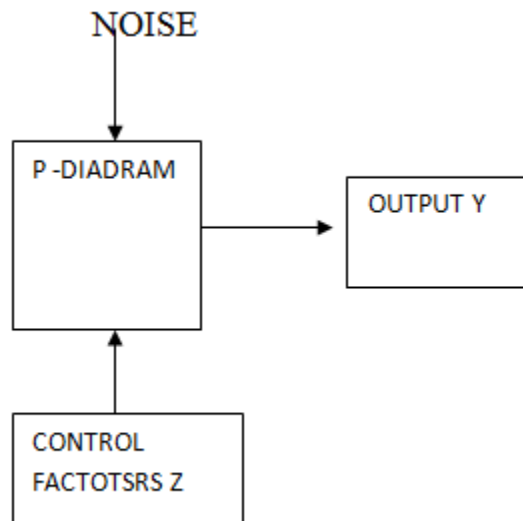 NOISE
P -DIADRAM
OUTPUT Y
CONTROL
FACTOTSRS Z